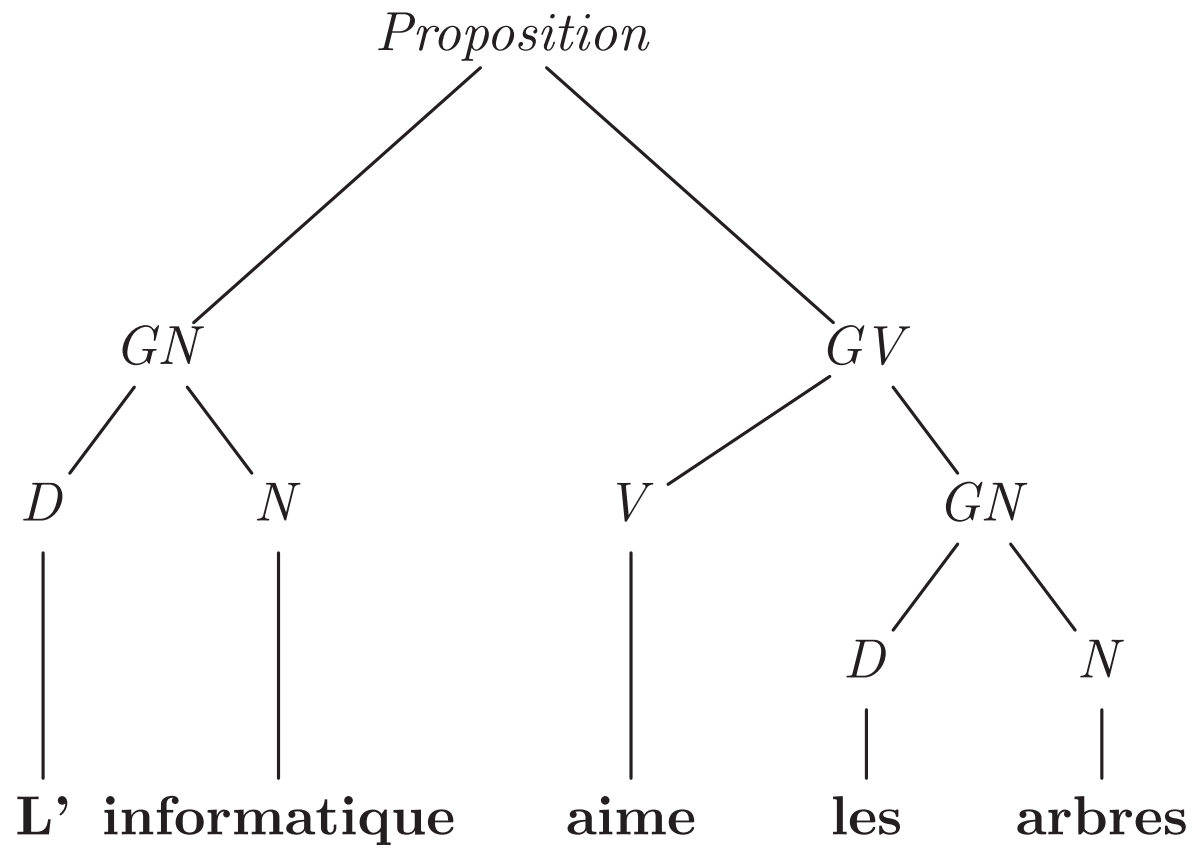 Proposition
GN GV
D N V GN
D N
L’ informatique aime les arbres